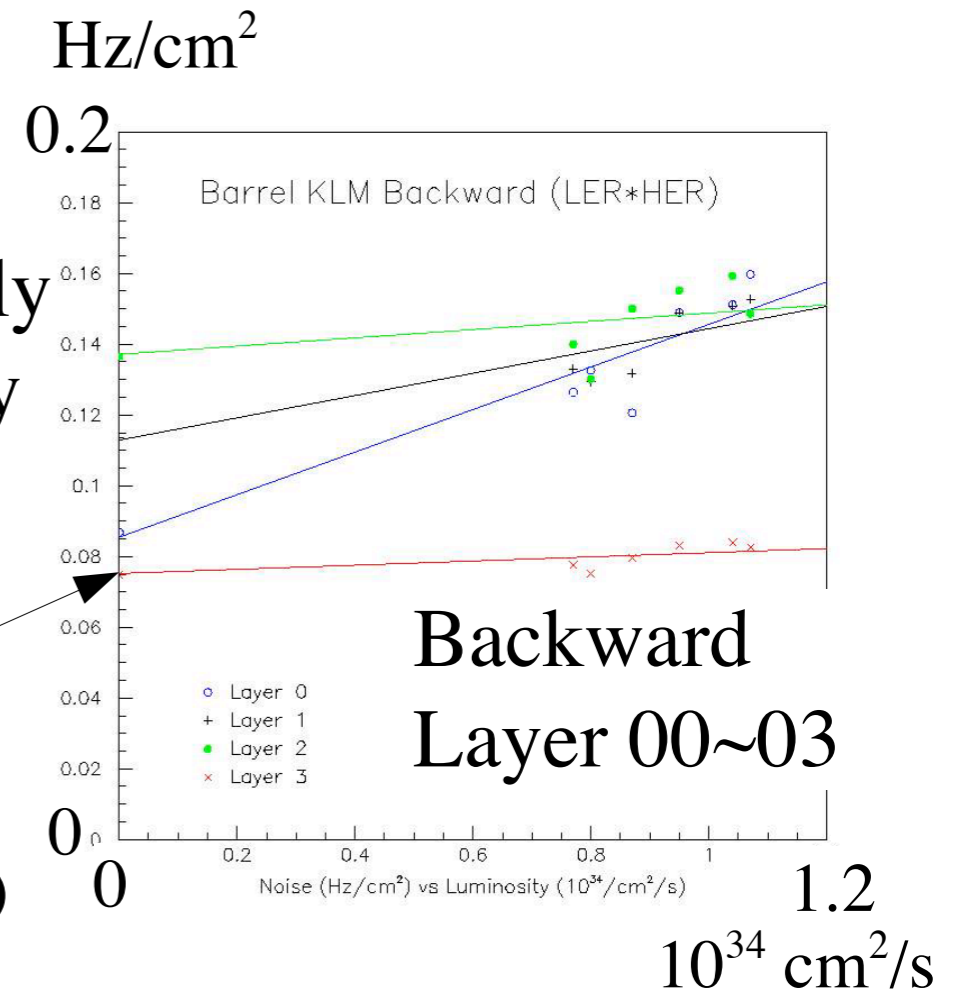 Hz/cm²
0.2
Barrel KLM Backward (LER*HER)
0.18
ly
0.16
0.14
y
0.12
0.1
0.08
0.06
Backward
Layer 0
0.04
Layer 1
Layer 00~03
Layer 2
0.02
Layer 3
0
0
0.2 0.4 0.6 0.8 1
) 0
Noise (Hz/cm²) vs Luminosity (10³⁴/cm²/s)
1.2
10³⁴ cm²/s